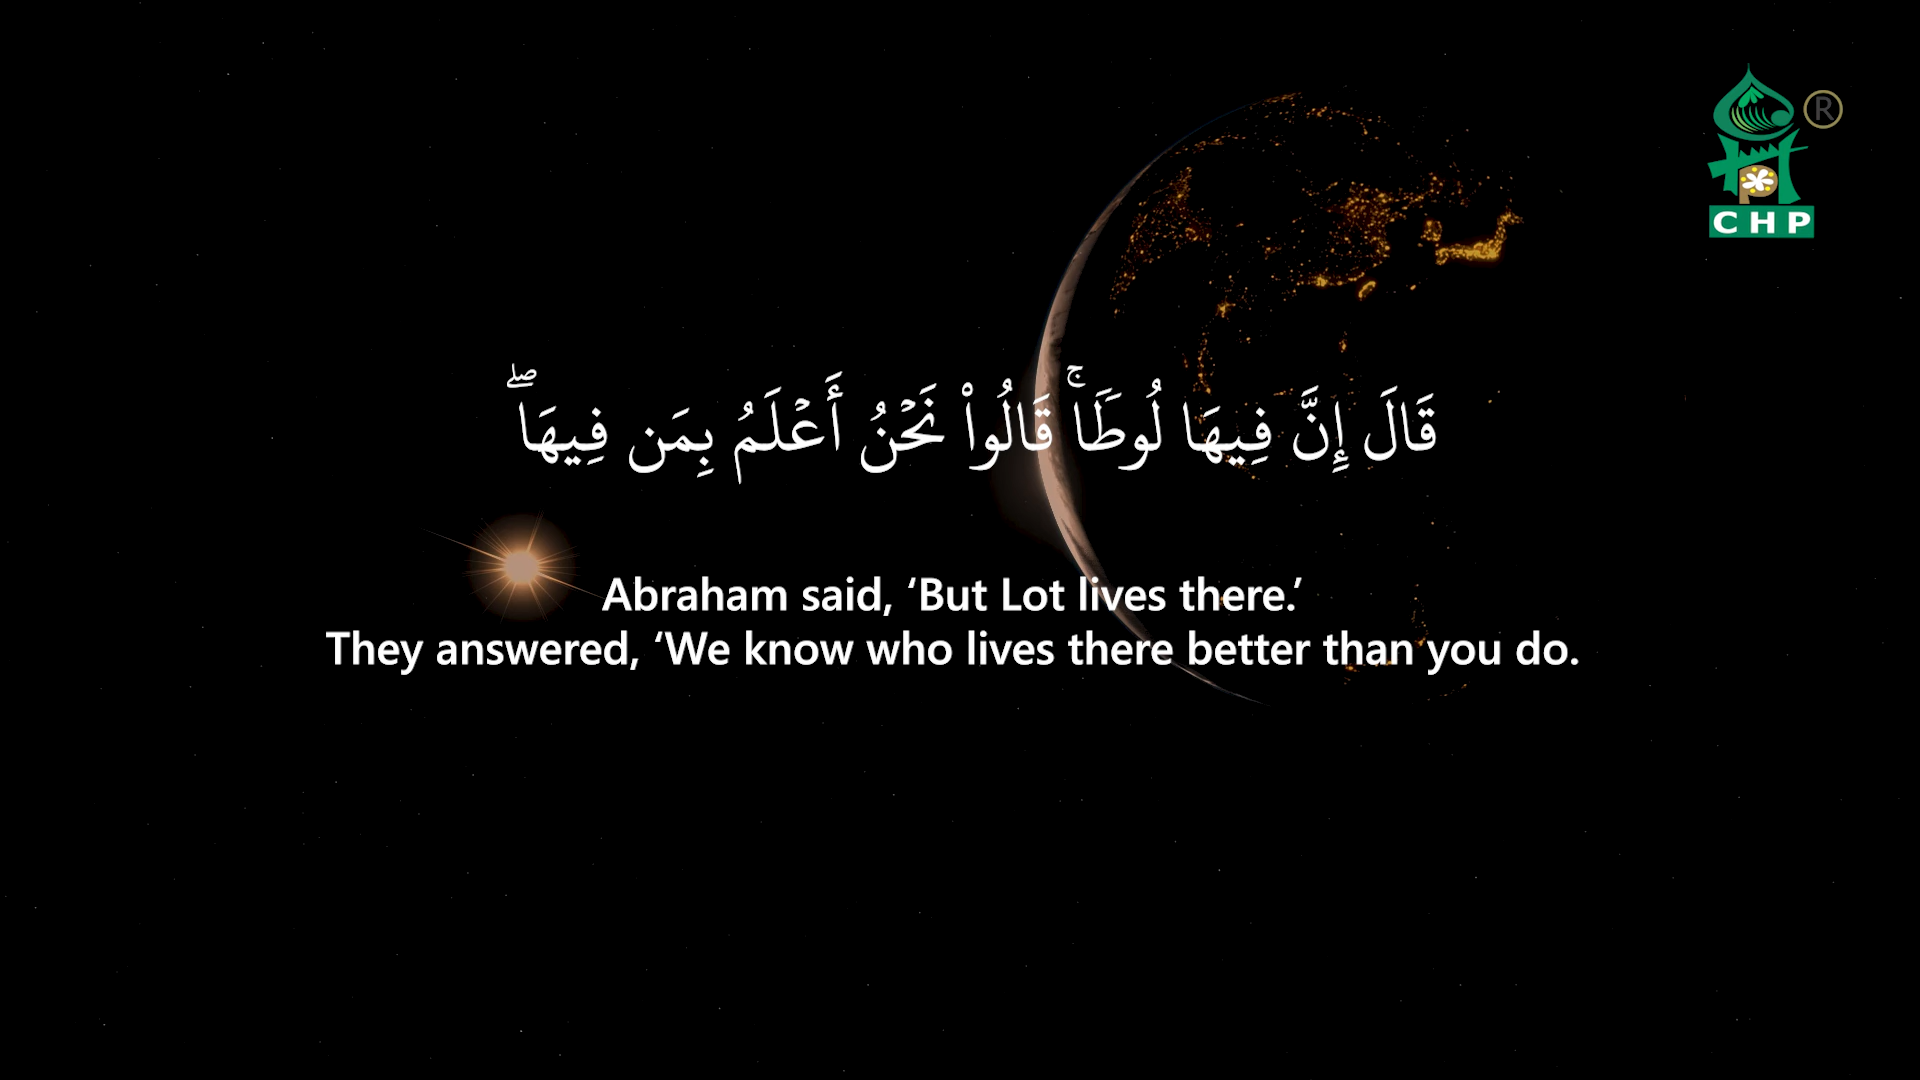 CHP
®
قَالَ إِنَّ فِيهَا لُوطٗاۚ قَالُواْ نَحۡنُ أَعۡلَمُ بِمَن فِيهَاۖ
Abraham said, ‘But Lot lives there.’
They answered, ‘We know who lives there better than you do.